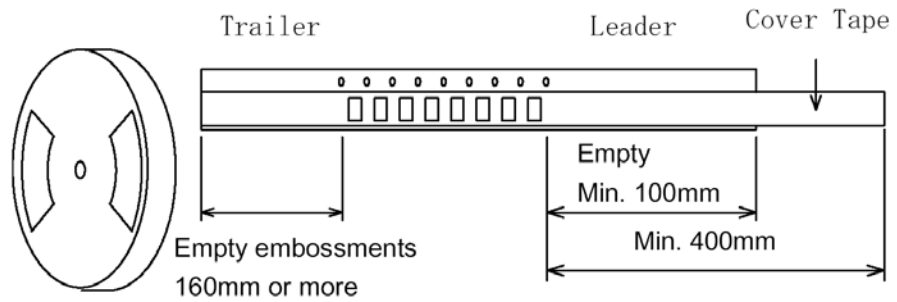 Trailer
Leader
Cover Tape
Empty
Min. 100mm
Min. 400mm
Empty embossments
160mm or more